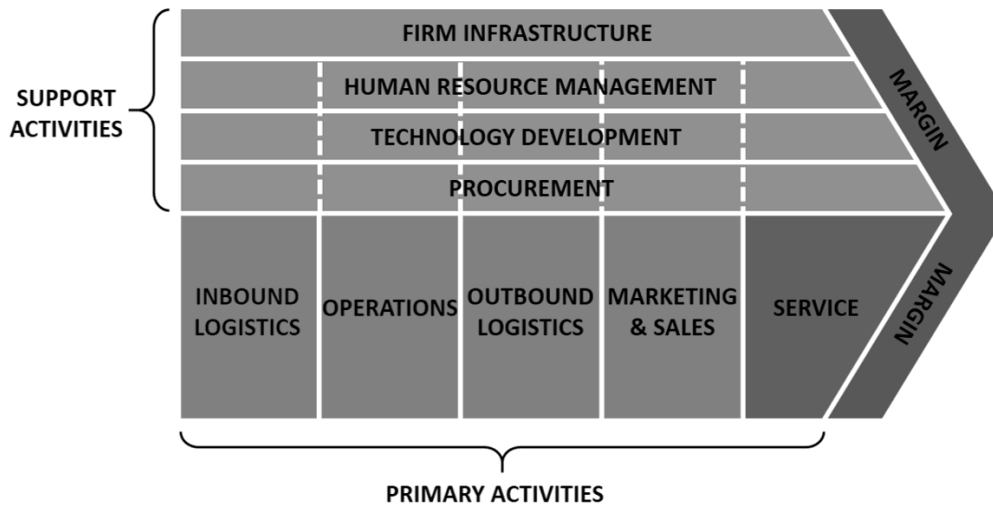 FIRM INFRASTRUCTURE
HUMAN RESOURCE MANAGEMENT
TECHNOLOGY DEVELOPMENT
PROCUREMENT
SUPPORT
ACTIVITIES
MARGIN
MARGIN
INBOUND
LOGISTICS
OPERATIONS
OUTBOUND
LOGISTICS
MARKETING
& SALES
SERVICE
PRIMARY ACTIVITIES